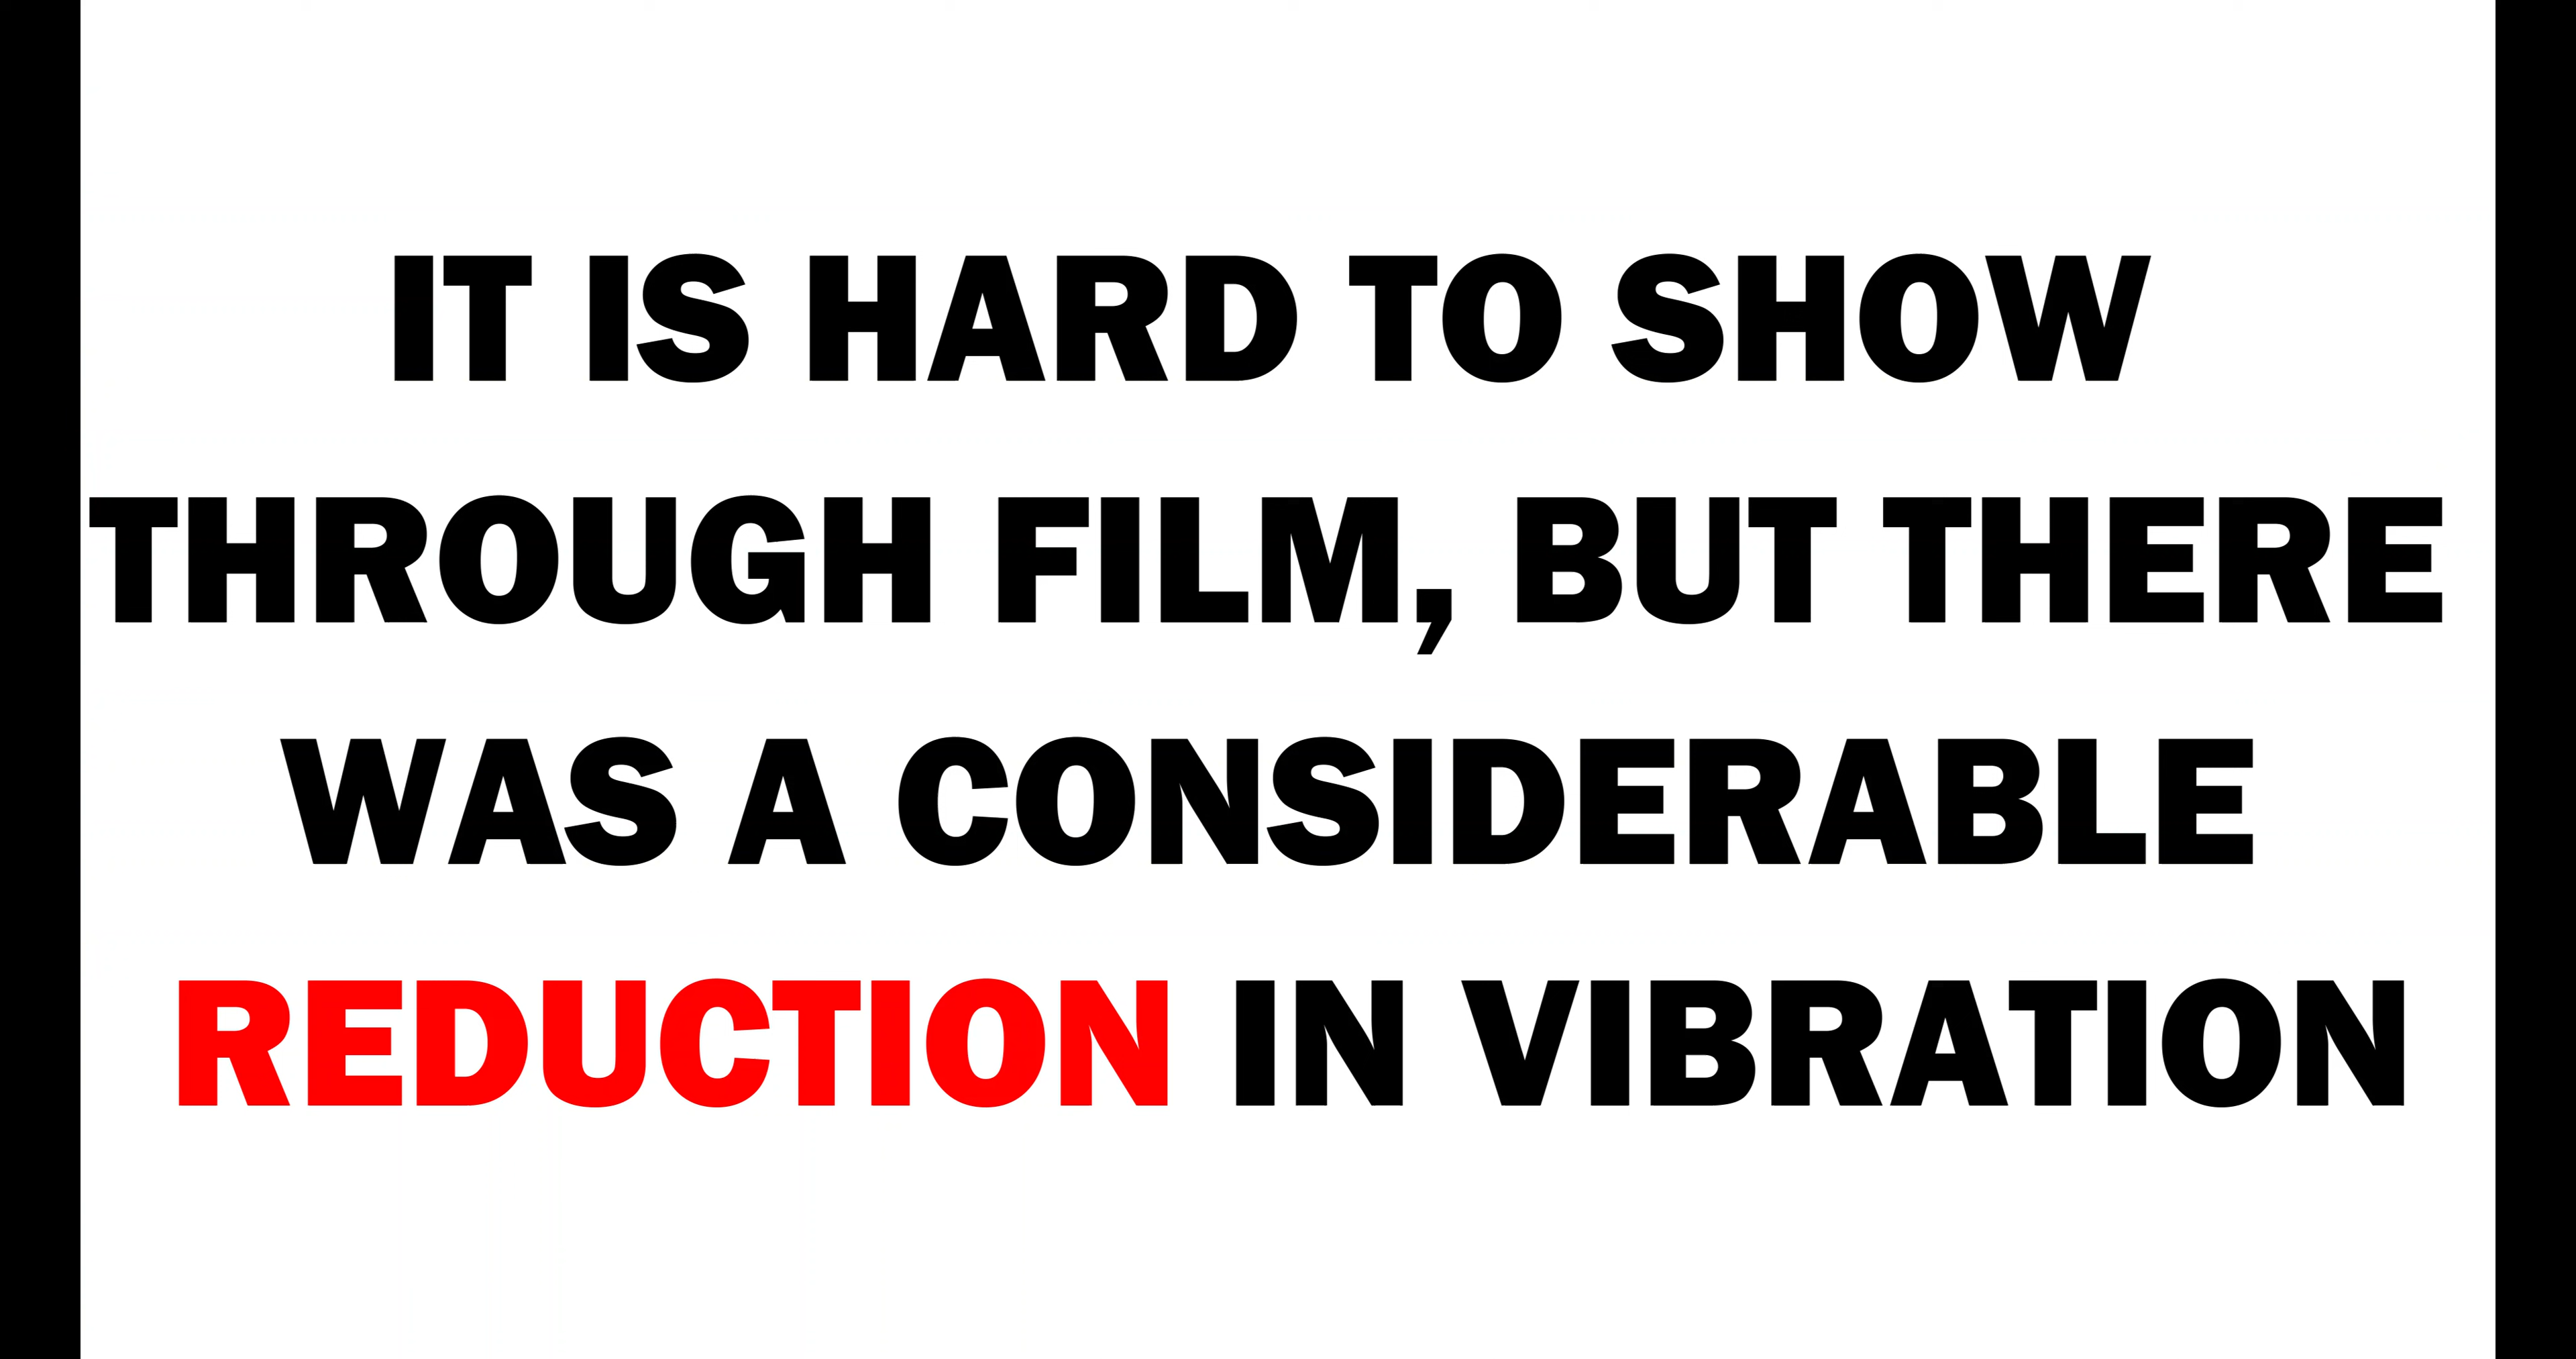 IT IS HARD TO SHOW
THROUGH FILM, BUT THERE
WAS A CONSIDERABLE
REDUCTION IN VIBRATION